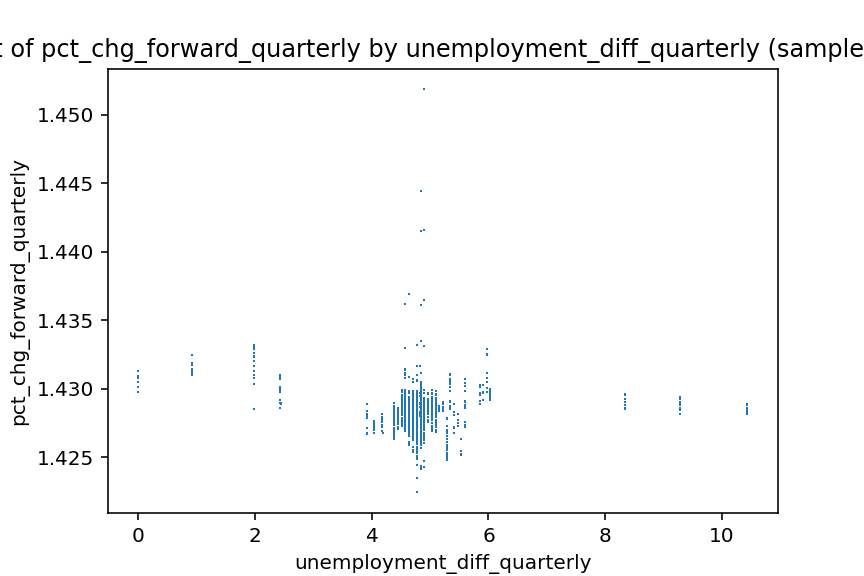 of pct_chg_forward_quarterly by unemployment_diff_quarterly (sample
1.450
1.445
1.440
1.435
1.430
1.425
pct_chg_forward_quarterly
0 2 4 6 8 10
unemployment_diff_quarterly